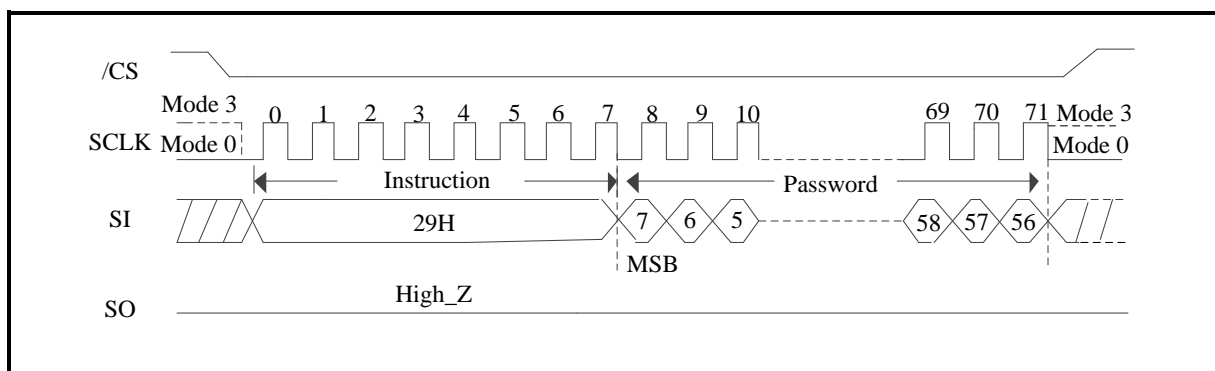 /CS
Mode 3
0 1 2 3 4 5 6 7 8 9 10 69 70 71
Mode 3
SCLK
Mode 0
Mode 0
Instruction
Password
SI
29H
7 6 5 58 57 56
MSB
High_Z
SO